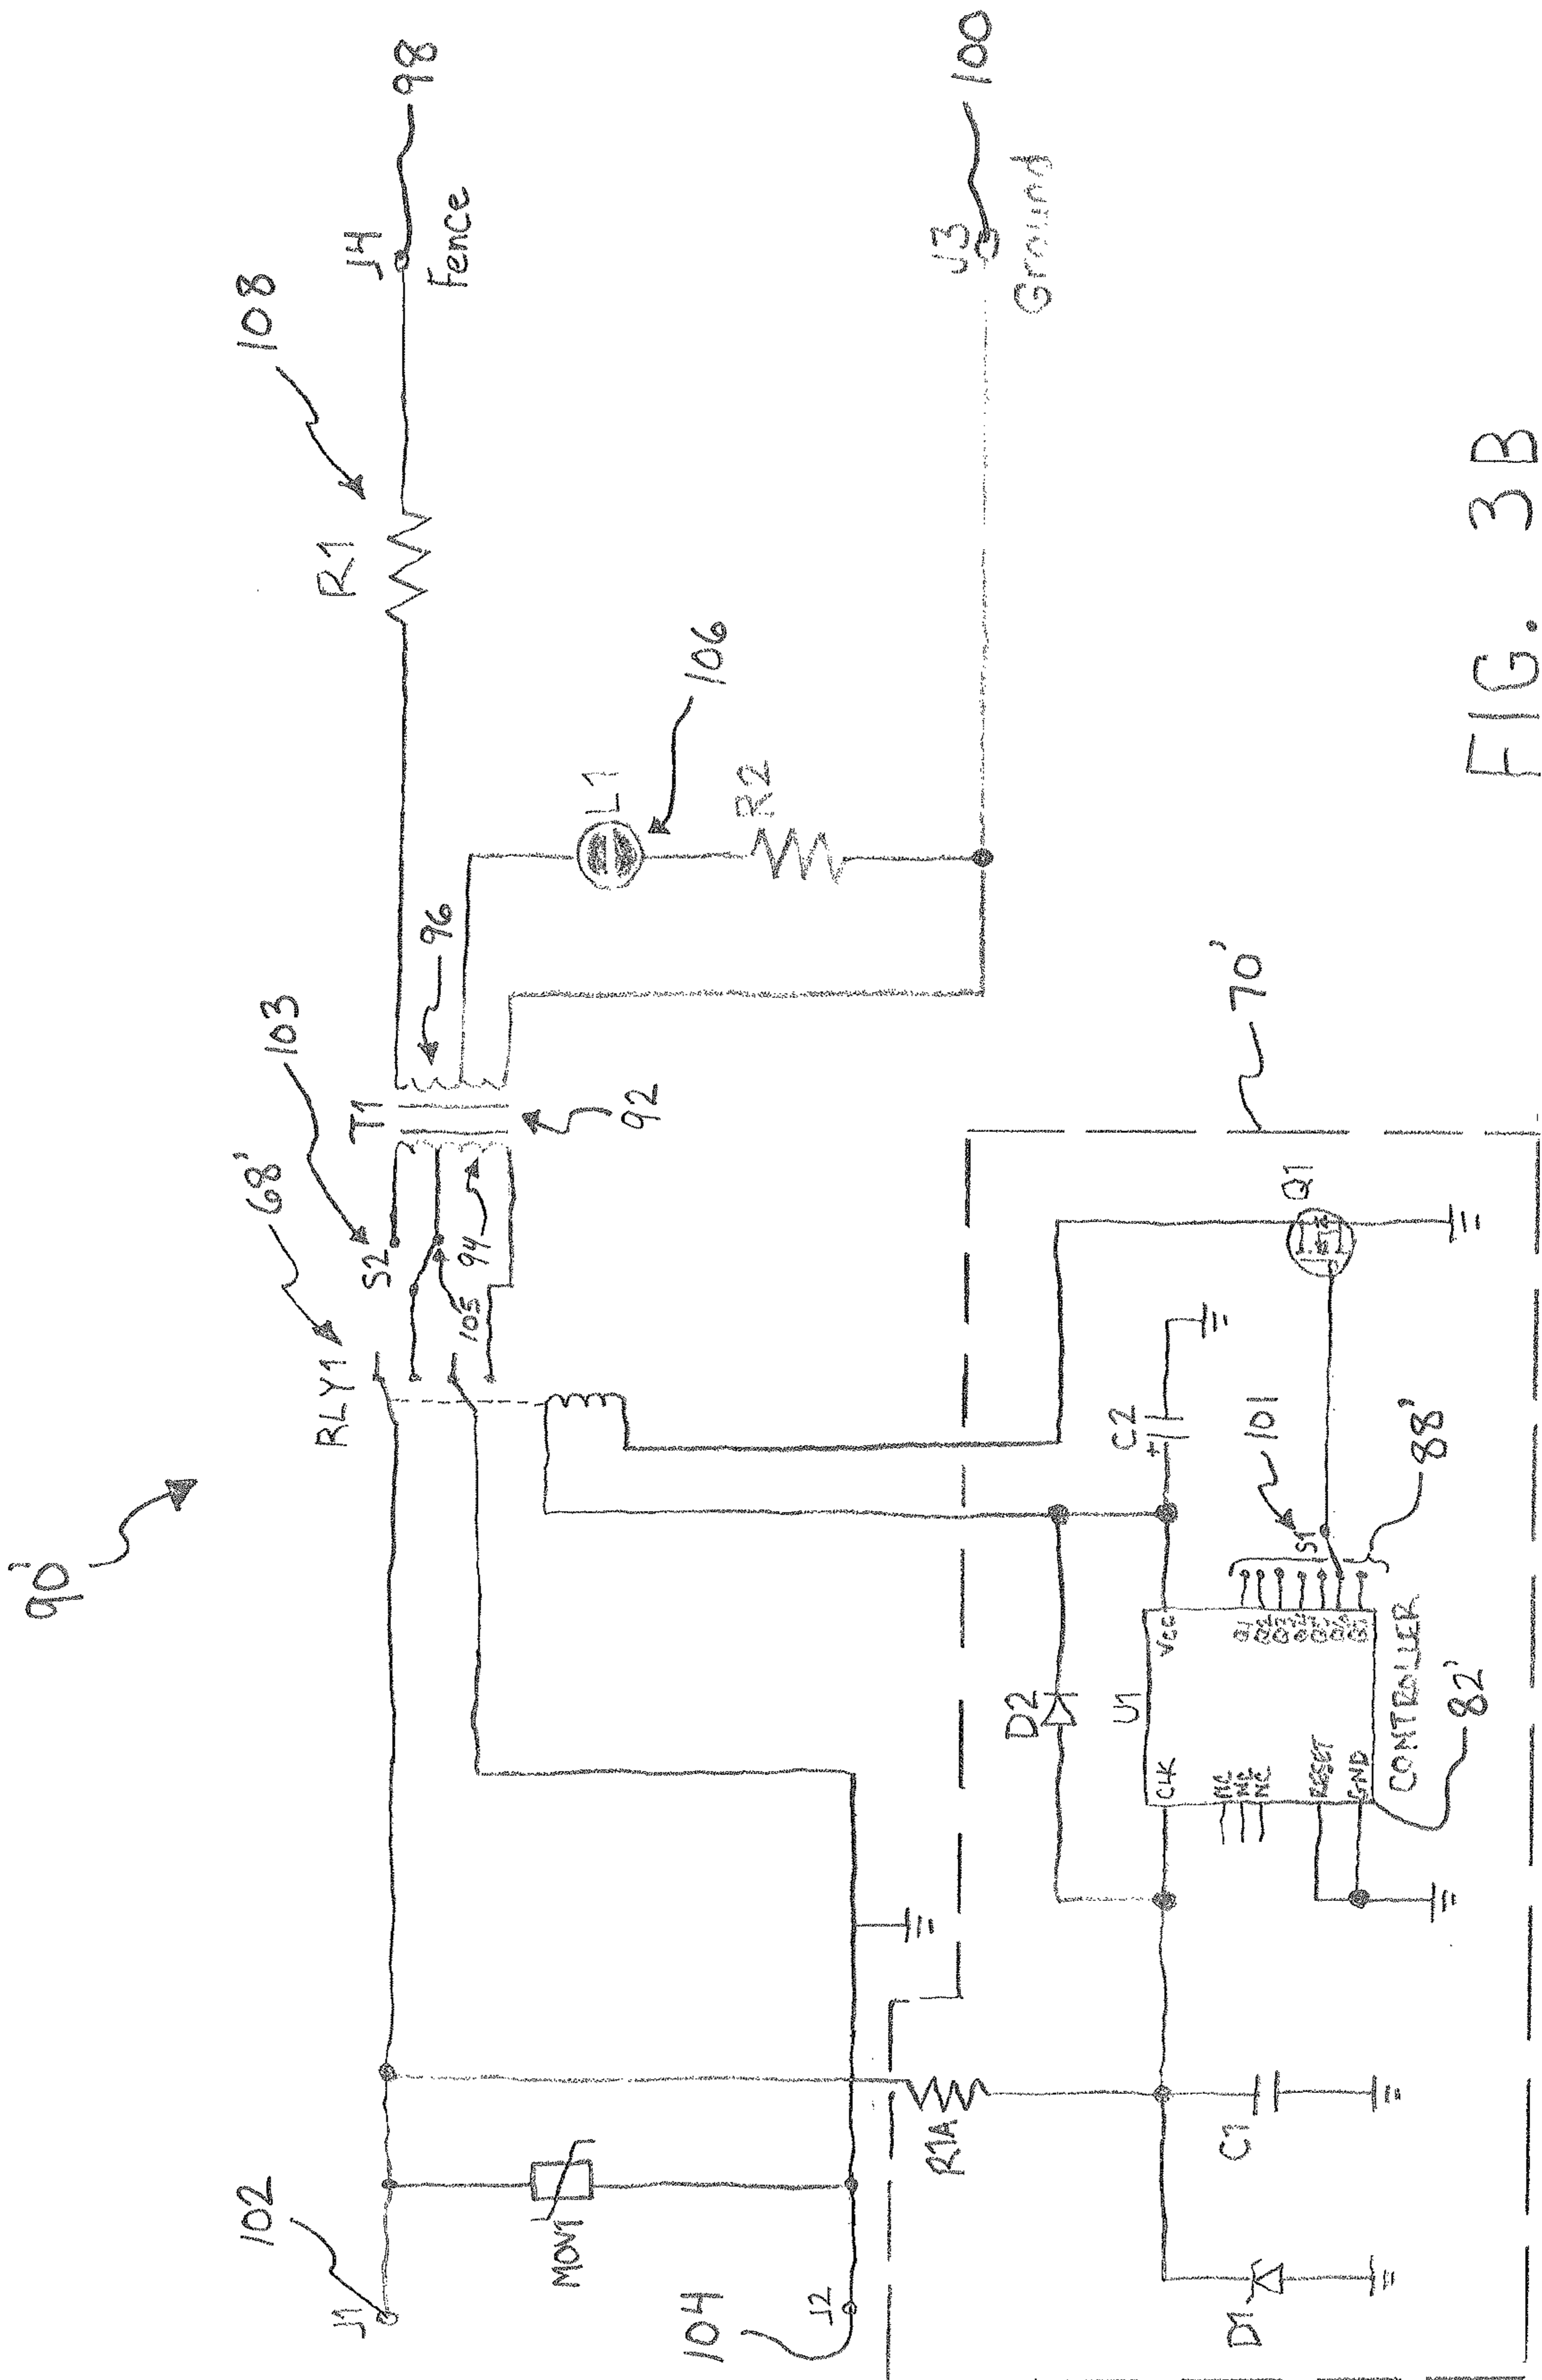 90'
102
J1
MOV1
104
J2
RLY1
68'
S2
103
105
94
T1
92
96
R1
108
J4
98
Fence
L1
106
R2
J3
100
Ground
R1A
C1
D1
D2
U1
CLK
VCC
NC
NC
NC
RESET
GND
CONTROLLER
82'
C2
S1
101
88'
Q1
70'
FIG. 3B